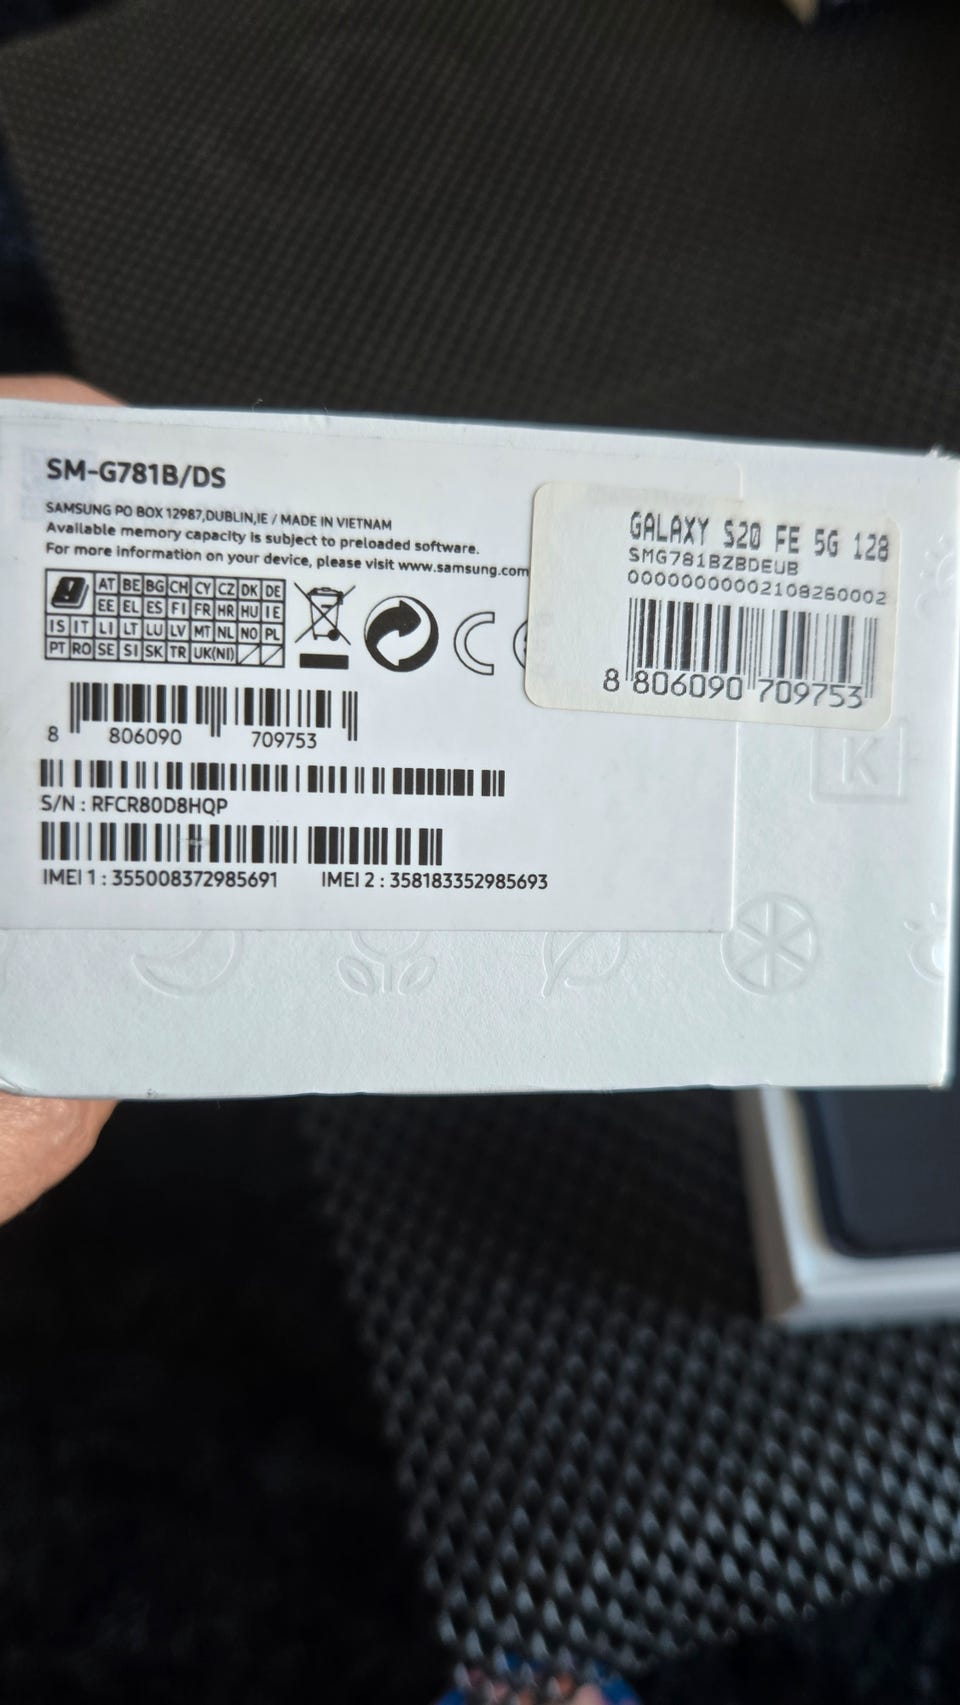 SM-G781B/DS
SAMSUNG PO BOX 12987,DUBLIN,IE / MADE IN VIETNAM
Available memory capacity is subject to preloaded software.
For more information on your device, please visit www.samsung.com
AT BE BG CH CY CZ DK DE
EE EL ES FI FR HR HU IE
IS IT LI LT LU LV MT NL NO PL
PT RO SE SI SK TR UK(NI)
CE
8 806090 709753
S/N : RFCR80D8HQP
IMEI 1 : 355008372985691 IMEI 2 : 358183352985693
GALAXY S20 FE 5G 128
SMG781BZBDEUB
00000000002108260002
8 806090 709753
K